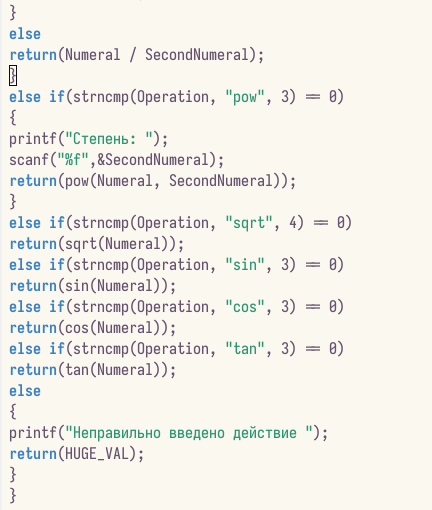 }
else
return(Numeral / SecondNumeral);
}
else if(strncmp(Operation, "pow", 3) == 0)
{
printf("Степень: ");
scanf("%f",&SecondNumeral);
return(pow(Numeral, SecondNumeral));
}
else if(strncmp(Operation, "sqrt", 4) == 0)
return(sqrt(Numeral));
else if(strncmp(Operation, "sin", 3) == 0)
return(sin(Numeral));
else if(strncmp(Operation, "cos", 3) == 0)
return(cos(Numeral));
else if(strncmp(Operation, "tan", 3) == 0)
return(tan(Numeral));
else
{
printf("Неправильно введено действие ");
return(HUGE_VAL);
}
}